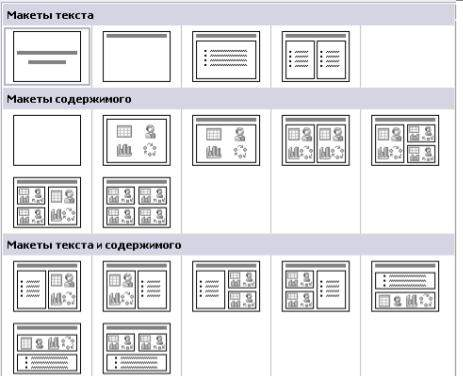 Макеты текста
Макеты содержимого
Макеты текста и содержимого